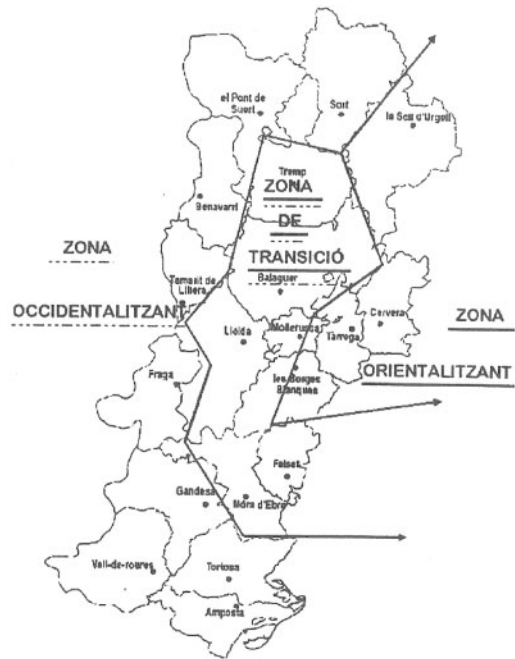 el Pont de
Suert
Sort
la Seu d'Urgell
Tremp
ZONA
Benavarri
DE
ZONA
TRANSICIÓ
Tamarit de
Llitera
Balaguer
OCCIDENTALITZANT
Lleida
Mollerussa
Tàrrega
Cervera
ZONA
Fraga
les Borges
Blanques
ORIENTALITZANT
Falset
Gandesa
Móra d'Ebre
Vall-de-roures
Tortosa
Amposta